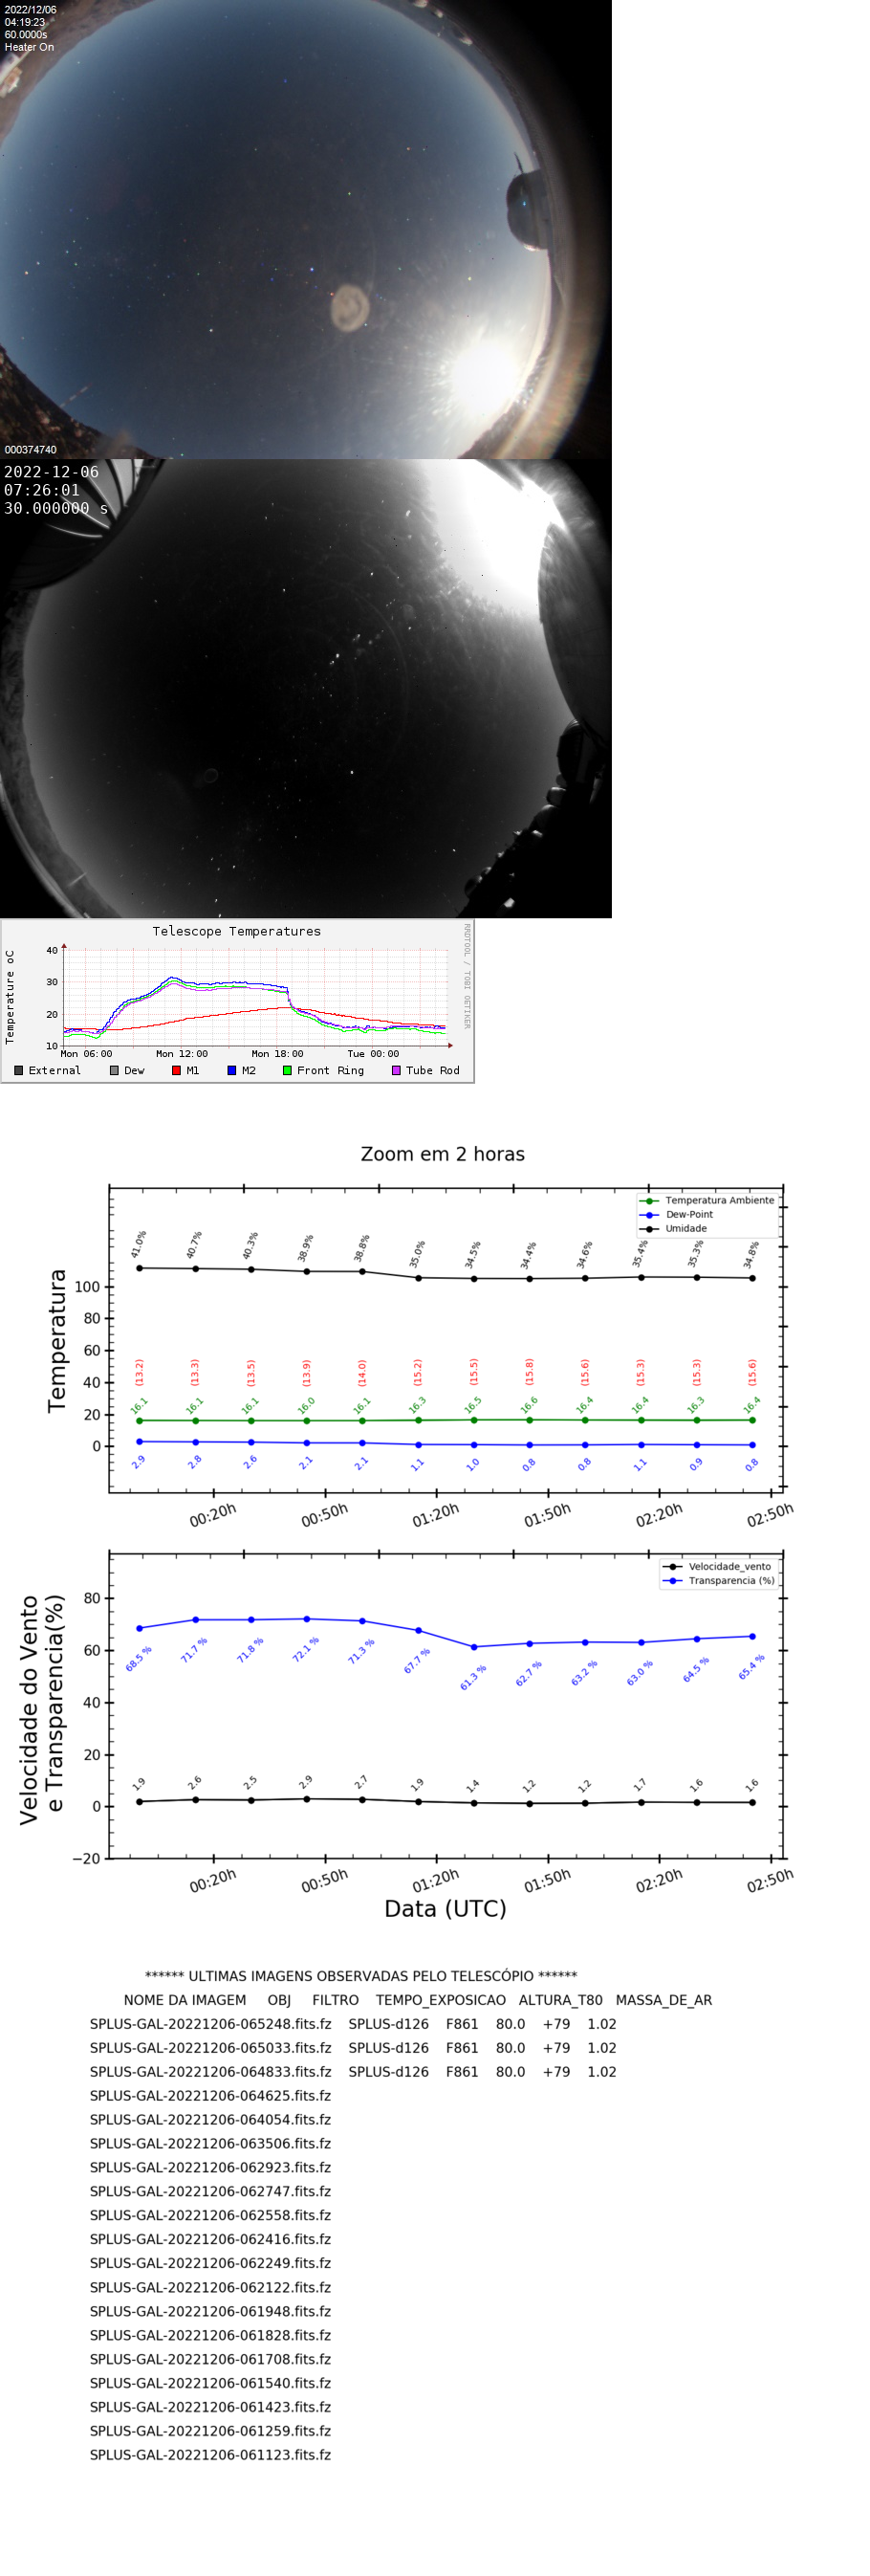 2022/12/06
04:19:23
60.0000s
Heater On
000374740
2022-12-06
07:26:01
30.000000 s
Telescope Temperatures
RRDTOOL / TOBI OETIKER
Temperature oC
40
30
20
10
Mon 06:00 Mon 12:00 Mon 18:00 Tue 00:00
External Dew M1 M2 Front Ring Tube Rod
Zoom em 2 horas
Temperatura Ambiente
Dew-Point
Umidade
41.0% 40.7% 40.3% 38.9% 38.8% 35.0% 34.5% 34.4% 34.6% 35.4% 35.3% 34.8%
Temperatura
100
80
60
40
20
0
(13.2) (13.3) (13.5) (13.9) (14.0) (15.2) (15.5) (15.8) (15.6) (15.3) (15.3) (15.6)
16.1 16.1 16.1 16.0 16.1 16.3 16.5 16.6 16.4 16.4 16.3 16.4
2.9 2.8 2.6 2.1 2.1 1.1 1.0 0.8 0.8 1.1 0.9 0.8
00:20h 00:50h 01:20h 01:50h 02:20h 02:50h
Velocidade_vento
Transparencia (%)
Velocidade do Vento
e Transparencia(%)
80
60
40
20
0
−20
68.5 % 71.7 % 71.8 % 72.1 % 71.3 % 67.7 % 61.3 % 62.7 % 63.2 % 63.0 % 64.5 % 65.4 %
1.9 2.6 2.5 2.9 2.7 1.9 1.4 1.2 1.2 1.7 1.6 1.6
00:20h 00:50h 01:20h 01:50h 02:20h 02:50h
Data (UTC)
****** ULTIMAS IMAGENS OBSERVADAS PELO TELESCÓPIO ******
NOME DA IMAGEM OBJ FILTRO TEMPO_EXPOSICAO ALTURA_T80 MASSA_DE_AR
SPLUS-GAL-20221206-065248.fits.fz SPLUS-d126 F861 80.0 +79 1.02
SPLUS-GAL-20221206-065033.fits.fz SPLUS-d126 F861 80.0 +79 1.02
SPLUS-GAL-20221206-064833.fits.fz SPLUS-d126 F861 80.0 +79 1.02
SPLUS-GAL-20221206-064625.fits.fz
SPLUS-GAL-20221206-064054.fits.fz
SPLUS-GAL-20221206-063506.fits.fz
SPLUS-GAL-20221206-062923.fits.fz
SPLUS-GAL-20221206-062747.fits.fz
SPLUS-GAL-20221206-062558.fits.fz
SPLUS-GAL-20221206-062416.fits.fz
SPLUS-GAL-20221206-062249.fits.fz
SPLUS-GAL-20221206-062122.fits.fz
SPLUS-GAL-20221206-061948.fits.fz
SPLUS-GAL-20221206-061828.fits.fz
SPLUS-GAL-20221206-061708.fits.fz
SPLUS-GAL-20221206-061540.fits.fz
SPLUS-GAL-20221206-061423.fits.fz
SPLUS-GAL-20221206-061259.fits.fz
SPLUS-GAL-20221206-061123.fits.fz